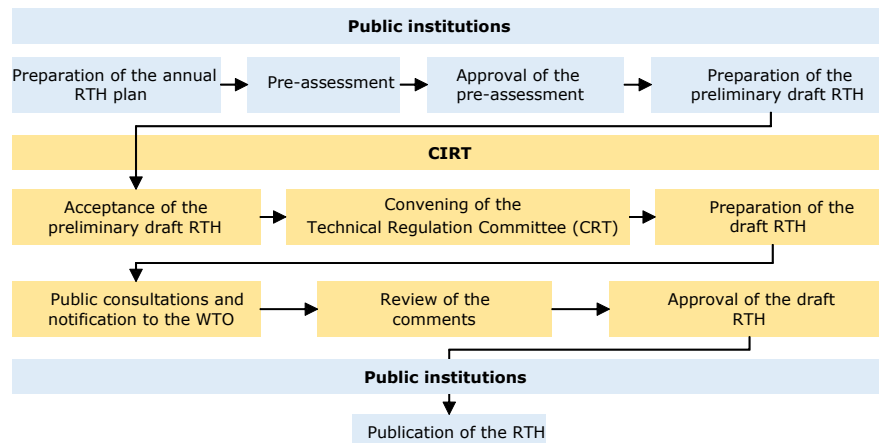 Public institutions
Preparation of the annual
RTH plan
Pre-assessment
Approval of the
pre-assessment
Preparation of the
preliminary draft RTH
CIRT
Acceptance of the
preliminary draft RTH
Convening of the
Technical Regulation Committee (CRT)
Preparation of the
draft RTH
Public consultations and
notification to the WTO
Review of the
comments
Approval of the draft
RTH
Public institutions
Publication of the RTH